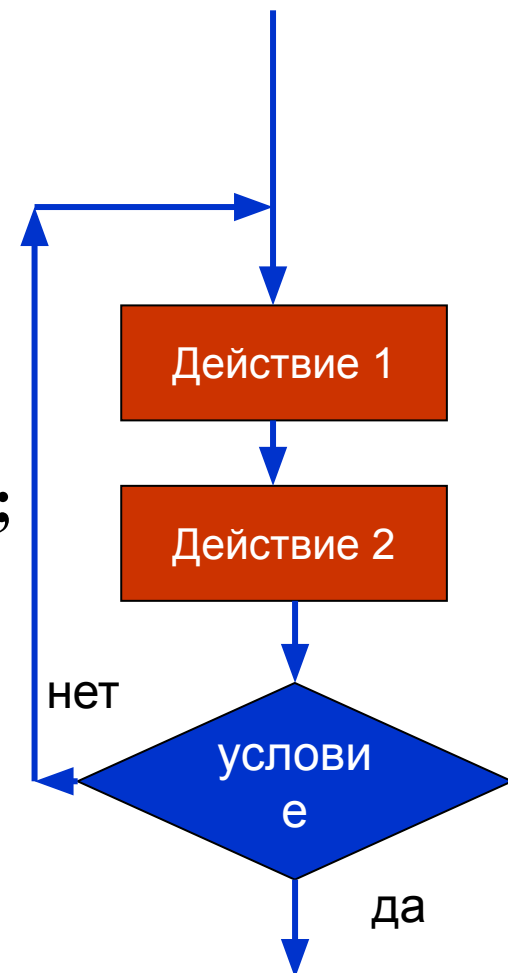 Действие 1
;
Действие 2
нет
услови
е
да